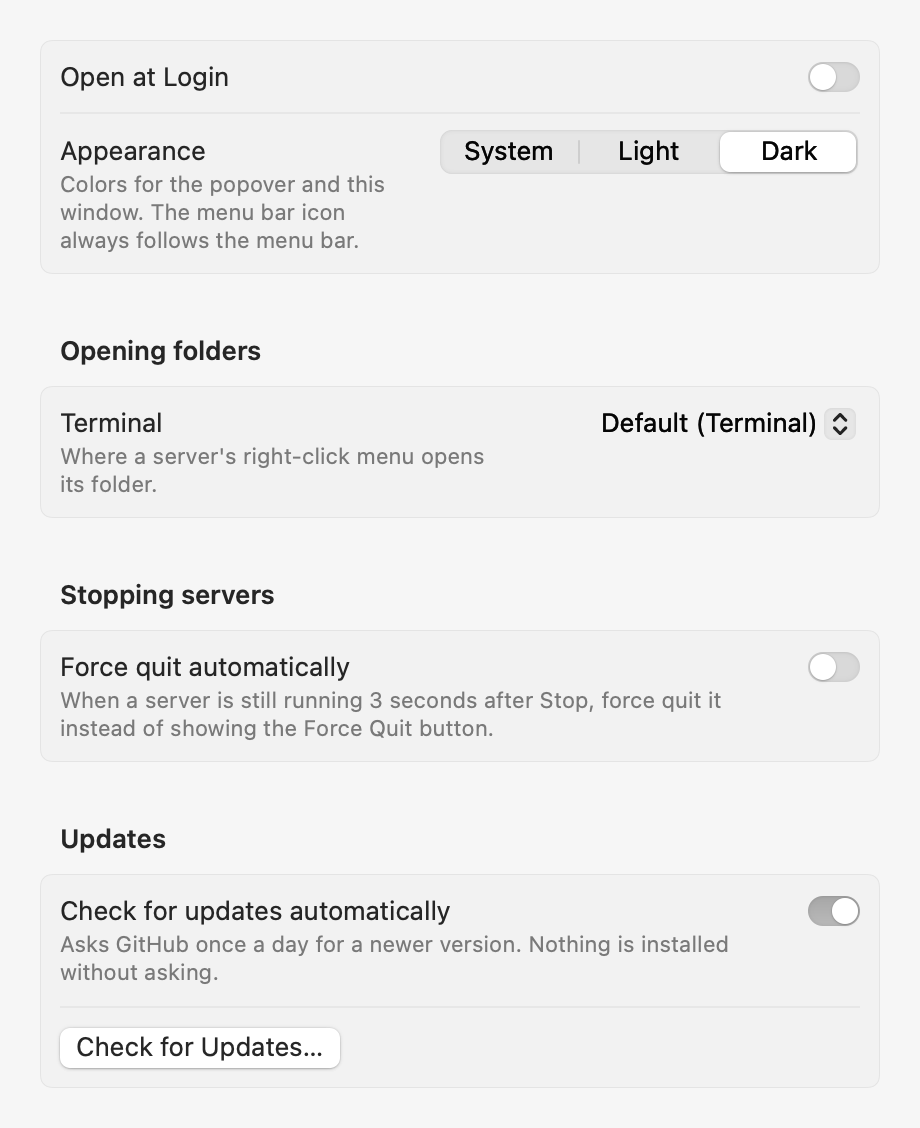 Open at Login
Appearance
System
Light
Dark
Colors for the popover and this
window. The menu bar icon
always follows the menu bar.
Opening folders
Terminal
Default (Terminal)
Where a server's right-click menu opens
its folder.
Stopping servers
Force quit automatically
When a server is still running 3 seconds after Stop, force quit it
instead of showing the Force Quit button.
Updates
Check for updates automatically
Asks GitHub once a day for a newer version. Nothing is installed
without asking.
Check for Updates...